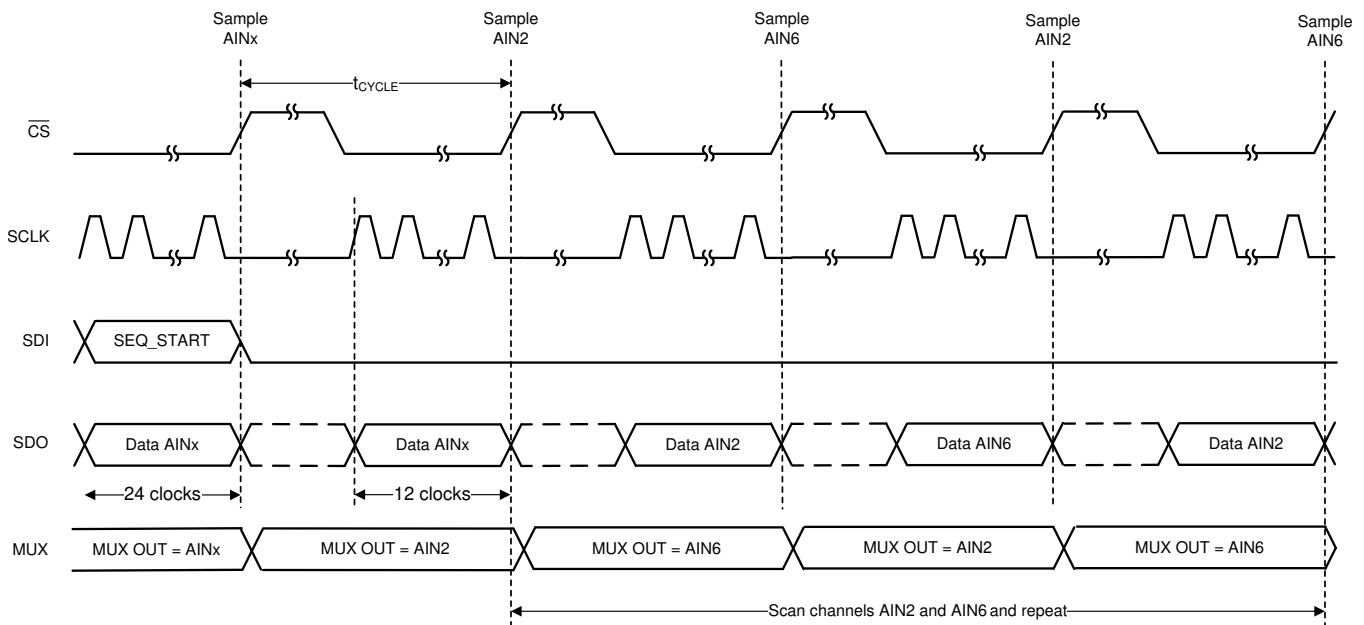 Sample
AINx
Sample
AIN2
Sample
AIN6
Sample
AIN2
Sample
AIN6
tCYCLE
CS
SCLK
SDI
SEQ_START
SDO
Data AINx
Data AINx
Data AIN2
Data AIN6
Data AIN2
24 clocks
12 clocks
MUX
MUX OUT = AINx
MUX OUT = AIN2
MUX OUT = AIN6
MUX OUT = AIN2
MUX OUT = AIN6
Scan channels AIN2 and AIN6 and repeat